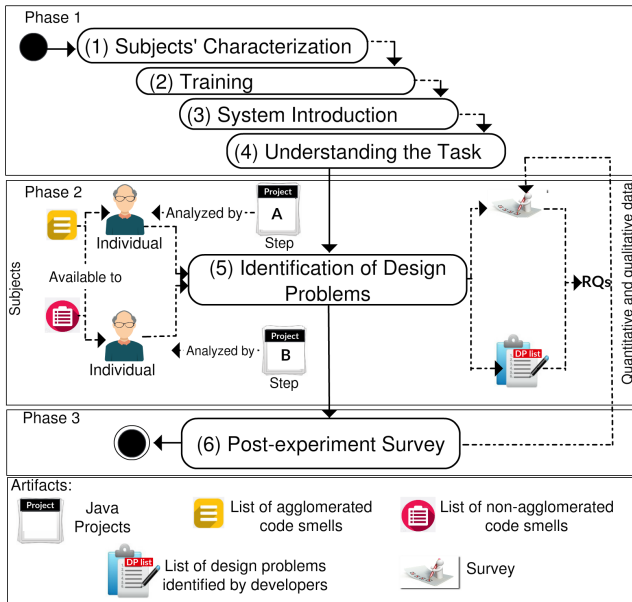 Phase 1
(1) Subjects' Characterization
(2) Training
(3) System Introduction
(4) Understanding the Task
Phase 2
Subjects
Individual
Analyzed by
Project
A
Step
Available to
(5) Identification of Design
Problems
Individual
Analyzed by
Project
B
Step
DP list
RQs
Quantitative and qualitative data
Phase 3
(6) Post-experiment Survey
Artifacts:
Project
Java
Projects
List of agglomerated
code smells
List of non-agglomerated
code smells
DP list
List of design problems
identified by developers
Survey